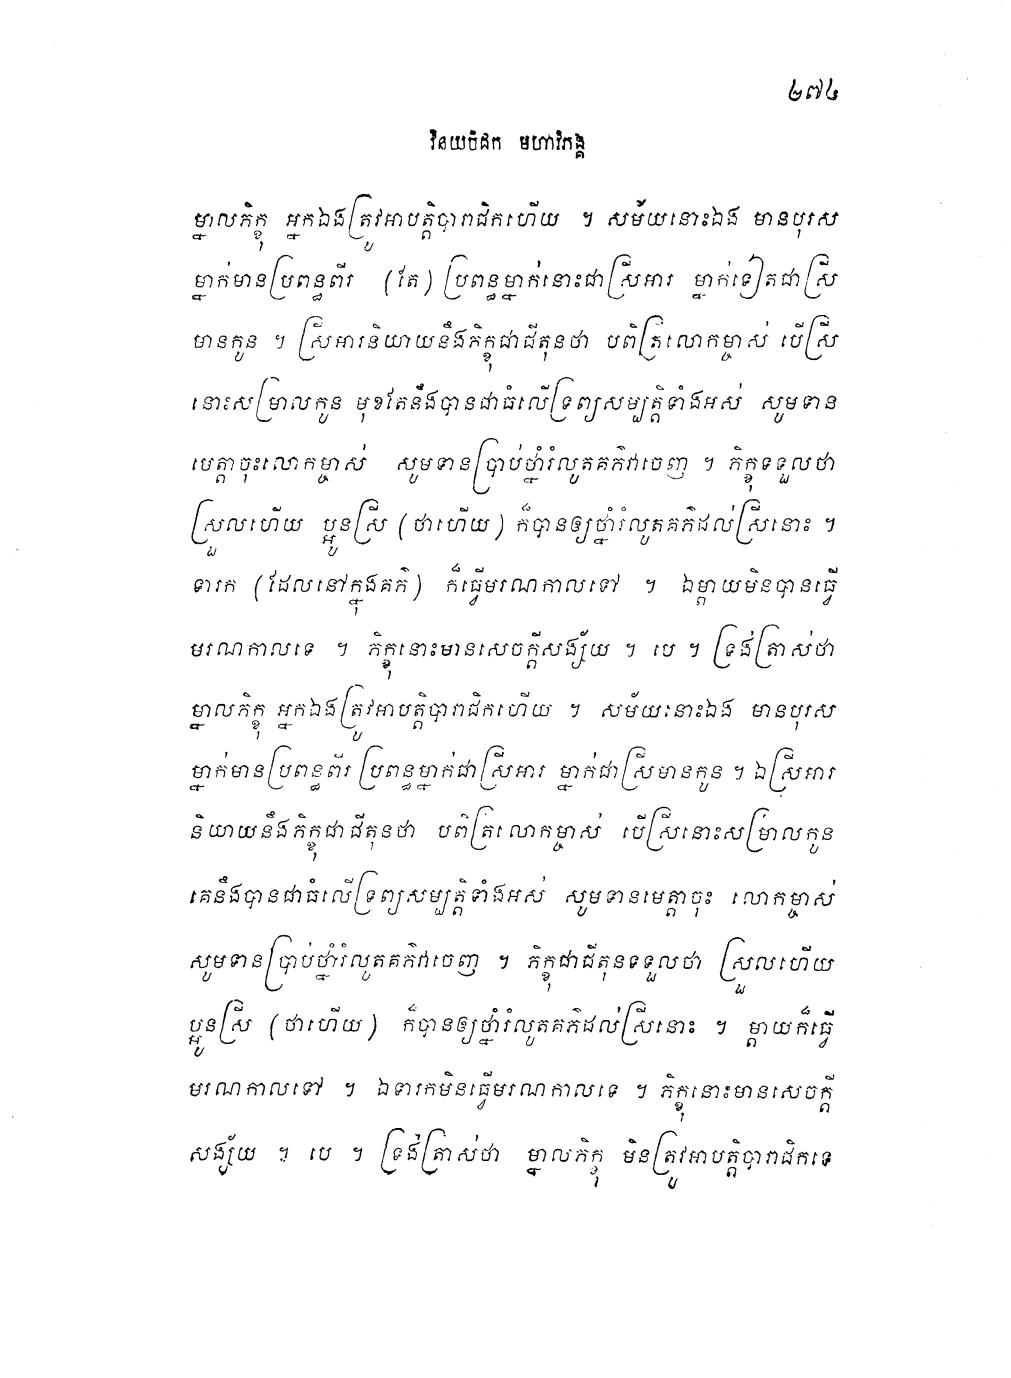 ២៧៤
វិនយបិដក មហាវិភង្គ
ម្នាលភិក្ខុ អ្នកឯងត្រូវអាបត្តិបារាជិកហើយ ។ សម័យនោះឯង មានបុរស
ម្នាក់មានប្រពន្ធពីរ (តែ) ប្រពន្ធម្នាក់នោះជាស្រីអារ ម្នាក់ទៀតជាស្រី
មានកូន ។ ស្រីអារនិយាយនឹងភិក្ខុជាជីតុនថា បពិត្រលោកម្ចាស់ បើស្រី
នោះសម្រាលកូន មុខតែនឹងបានជាធំលើទ្រព្យសម្បត្តិទាំងអស់ សូមទាន
មេត្តាចុះលោកម្ចាស់ សូមទានប្រាប់ថ្នាំរំលូតគភ៌ឲ្យចេញ ។ ភិក្ខុទទួលថា
ស្រួលហើយ ប្អូនស្រី (ថាហើយ) ក៏បានឲ្យថ្នាំរំលូតគភ៌ដល់ស្រីនោះ ។
ទារក (ដែលនៅក្នុងគភ៌) ក៏ធ្វើមរណកាលទៅ ។ ឯម្តាយមិនបានធ្វើ
មរណកាលទេ ។ ភិក្ខុនោះមានសេចក្តីសង្ស័យ ។ បេ ។ ទ្រង់ត្រាស់ថា
ម្នាលភិក្ខុ អ្នកឯងត្រូវអាបត្តិបារាជិកហើយ ។ សម័យនោះឯង មានបុរស
ម្នាក់មានប្រពន្ធពីរ ប្រពន្ធម្នាក់ជាស្រីអារ ម្នាក់ជាស្រីមានកូន ។ ឯស្រីអារ
និយាយនឹងភិក្ខុជាជីតុនថា បពិត្រលោកម្ចាស់ បើស្រីនោះសម្រាលកូន
គេនឹងបានជាធំលើទ្រព្យសម្បត្តិទាំងអស់ សូមទានមេត្តាចុះ លោកម្ចាស់
សូមទានប្រាប់ថ្នាំរំលូតគភ៌ឲ្យចេញ ។ ភិក្ខុជាជីតុនទទួលថា ស្រួលហើយ
ប្អូនស្រី (ថាហើយ) ក៏បានឲ្យថ្នាំរំលូតគភ៌ដល់ស្រីនោះ ។ ម្តាយក៏ធ្វើ
មរណកាលទៅ ។ ឯទារកមិនធ្វើមរណកាលទេ ។ ភិក្ខុនោះមានសេចក្តី
សង្ស័យ ។ បេ ។ ទ្រង់ត្រាស់ថា ម្នាលភិក្ខុ មិនត្រូវអាបត្តិបារាជិកទេ